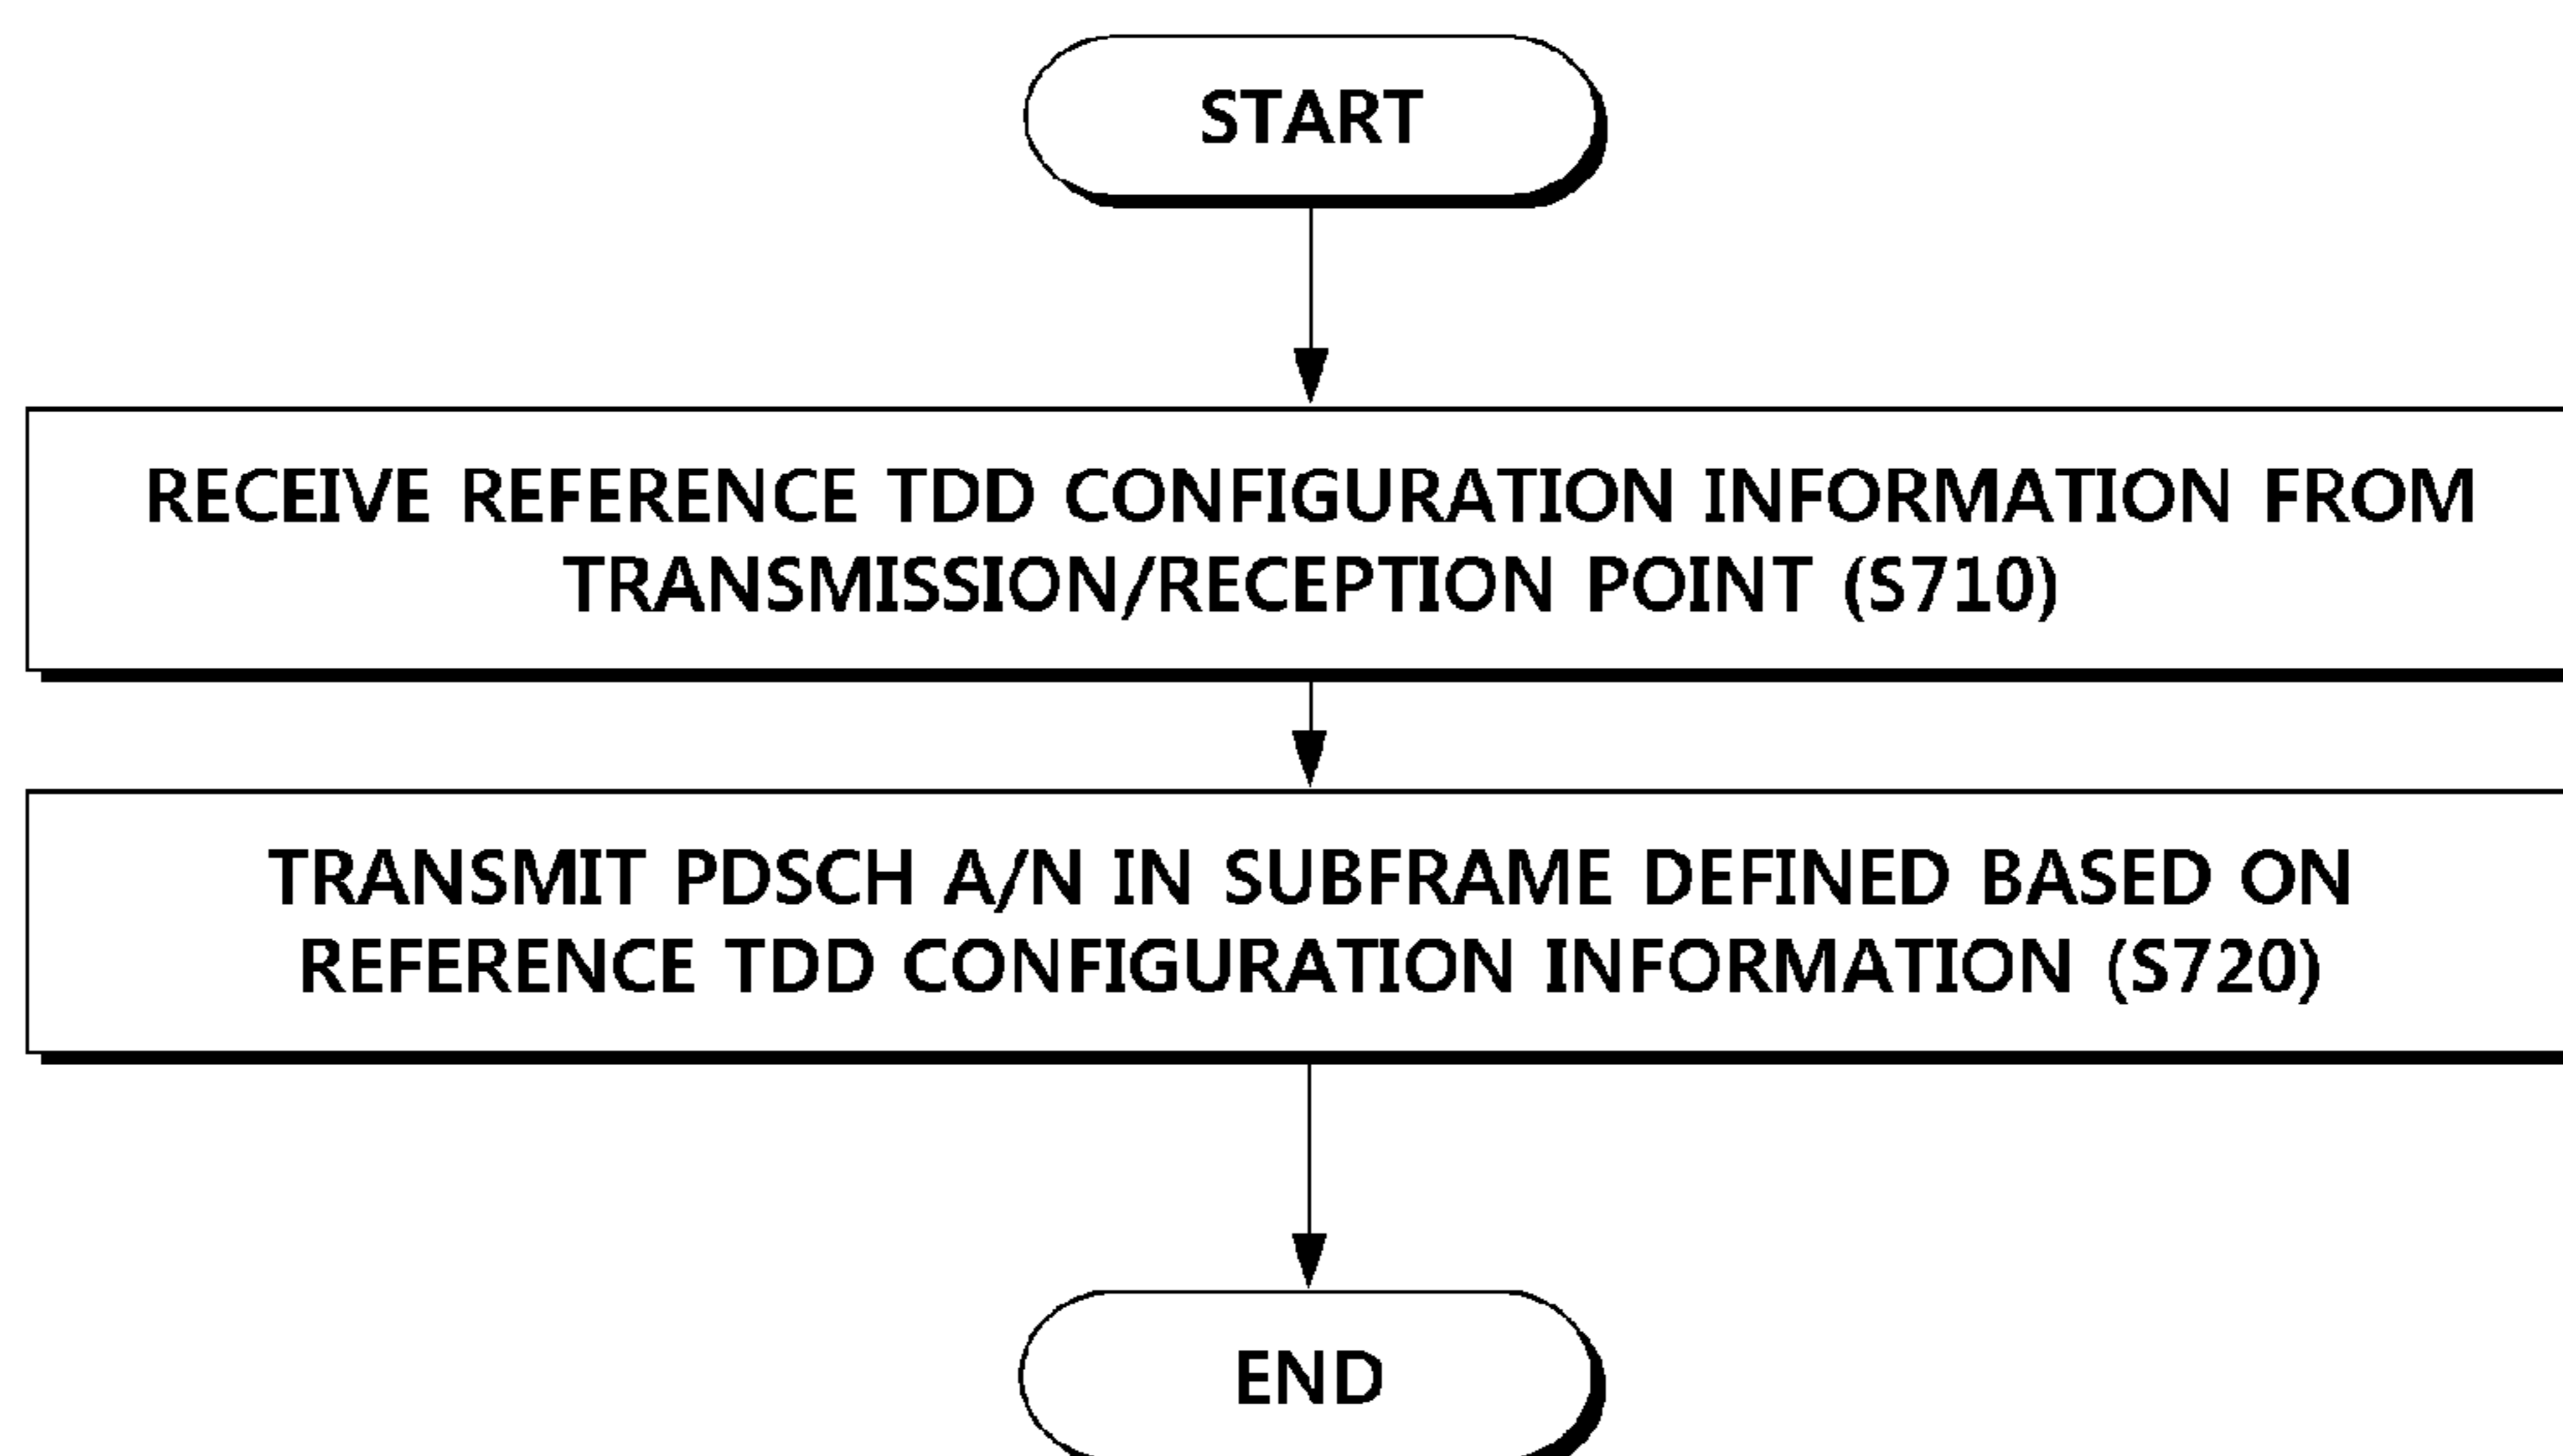 START
RECEIVE REFERENCE TDD CONFIGURATION INFORMATION FROM
TRANSMISSION/RECEPTION POINT (S710)
TRANSMIT PDSCH A/N IN SUBFRAME DEFINED BASED ON
REFERENCE TDD CONFIGURATION INFORMATION (S720)
END